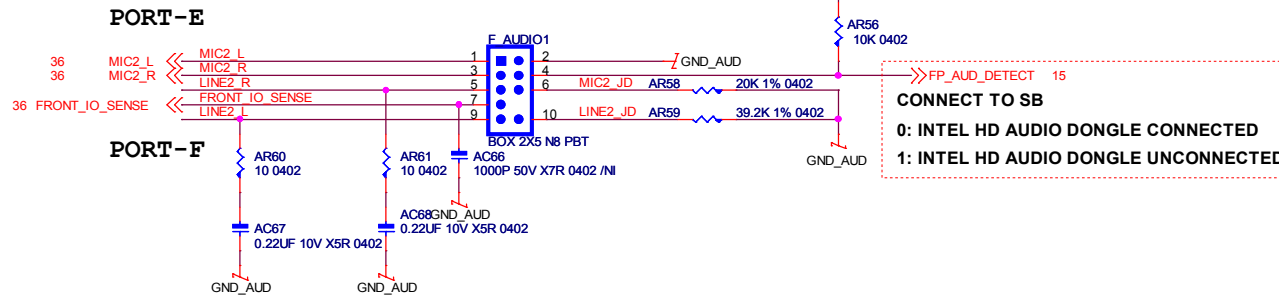 PORT-E
AR56
10K 0402
F_AUDIO1
36 MIC2_L MIC2_L 1 2 GND_AUD
36 MIC2_R MIC2_R 3 4 FP_AUD_DETECT 15
LINE2_R 5 6 MIC2_JD AR58 20K 1% 0402
36 FRONT_IO_SENSE FRONT_IO_SENSE 7
LINE2_L 9 10 LINE2_JD AR59 39.2K 1% 0402
CONNECT TO SB
0: INTEL HD AUDIO DONGLE CONNECTED
1: INTEL HD AUDIO DONGLE UNCONNECTED
BOX 2X5 N8 PBT
GND_AUD
PORT-F
AR60
10 0402
AR61
10 0402
AC66
1000P 50V X7R 0402 /NI
GND_AUD
AC67
0.22UF 10V X5R 0402
AC68
0.22UF 10V X5R 0402
GND_AUD
GND_AUD